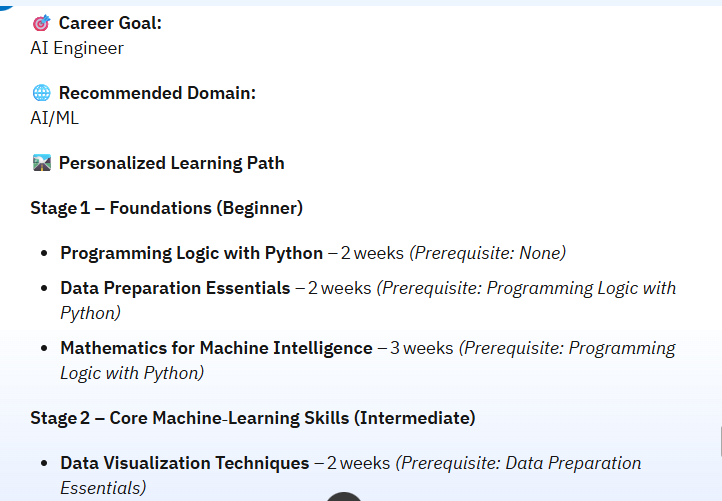 Career Goal:
AI Engineer
Recommended Domain:
AI/ML
Personalized Learning Path
Stage 1 – Foundations (Beginner)
• Programming Logic with Python – 2 weeks (Prerequisite: None)
• Data Preparation Essentials – 2 weeks (Prerequisite: Programming Logic with
Python)
• Mathematics for Machine Intelligence – 3 weeks (Prerequisite: Programming
Logic with Python)
Stage 2 – Core Machine-Learning Skills (Intermediate)
• Data Visualization Techniques – 2 weeks (Prerequisite: Data Preparation
Essentials)